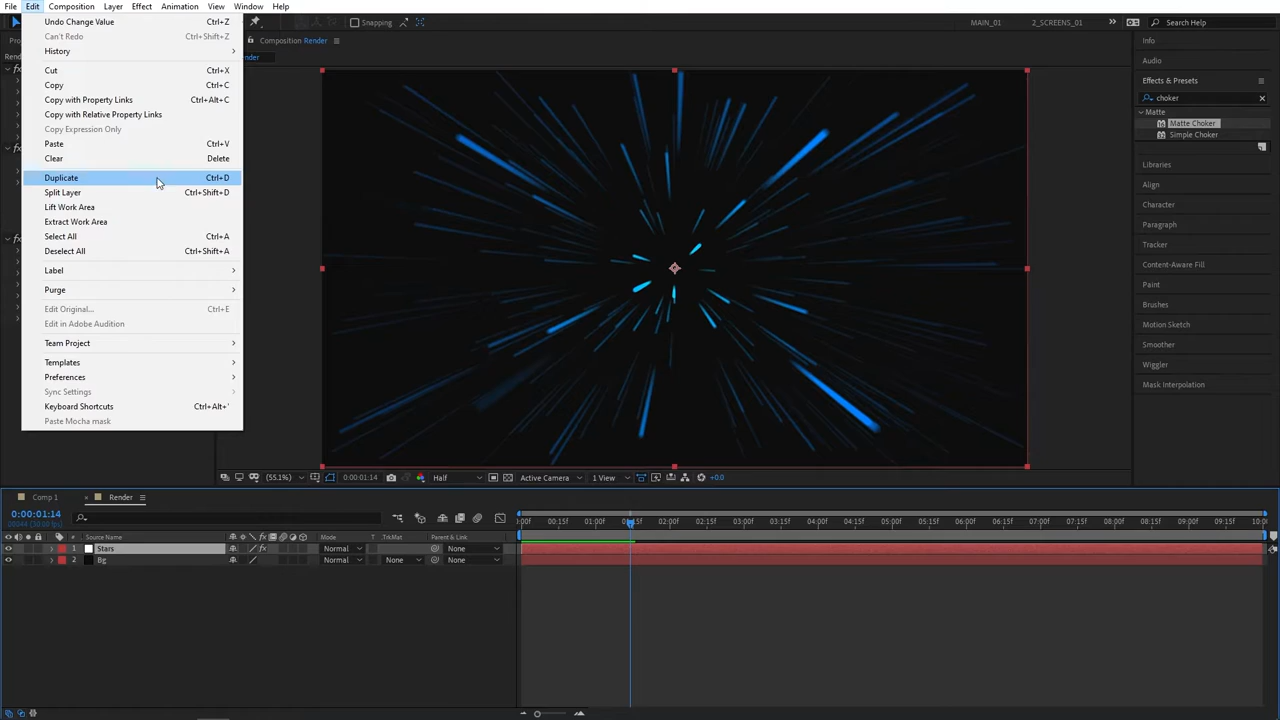 File Edit Composition Layer Effect Animation View Window Help
Snapping MAIN_01 2_SCREENS_01 Search Help
Undo Change Value Ctrl+Z
Can't Redo Ctrl+Shift+Z
History
Cut Ctrl+X
Copy Ctrl+C
Copy with Property Links Ctrl+Alt+C
Copy with Relative Property Links
Copy Expression Only
Paste Ctrl+V
Clear Delete
Duplicate Ctrl+D
Split Layer Ctrl+Shift+D
Lift Work Area
Extract Work Area
Select All Ctrl+A
Deselect All Ctrl+Shift+A
Label
Purge
Edit Original... Ctrl+E
Edit in Adobe Audition
Team Project
Templates
Preferences
Sync Settings
Keyboard Shortcuts Ctrl+Alt+'
Paste Mocha mask
Composition Render
Info
Audio
Effects & Presets
choker
Matte
Matte Choker
Simple Choker
Libraries
Align
Character
Paragraph
Tracker
Content-Aware Fill
Paint
Brushes
Motion Sketch
Smoother
Wiggler
Mask Interpolation
(55.1%) 0:00:01:14 Half Active Camera 1 View +0.0
Comp 1 Render
0:00:01:14
00044 (30.00 fps)
:00f 00:15f 01:00f 01:15f 02:00f 02:15f 03:00f 03:15f 04:00f 04:15f 05:00f 05:15f 06:00f 06:15f 07:00f 07:15f 08:00f 08:15f 09:00f 09:15f 10:00
# Source Name Mode T .TrkMat Parent & Link
1 Stars fx Normal None
2 Bg Normal None None